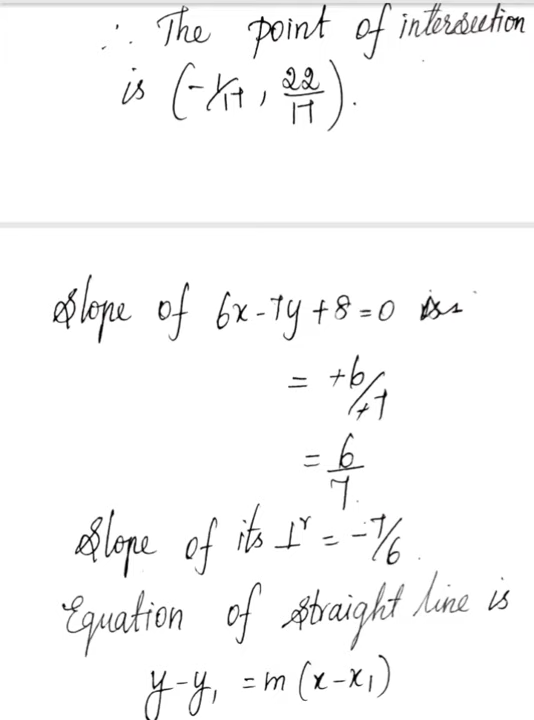 ∴ The point of intersection
is (-1/17, 22/17).
Slope of 6x-7y+8=0 is
= +6/+7
= 6/7
Slope of its ⊥r = -7/6.
Equation of straight line is
y-y₁ = m(x-x₁)